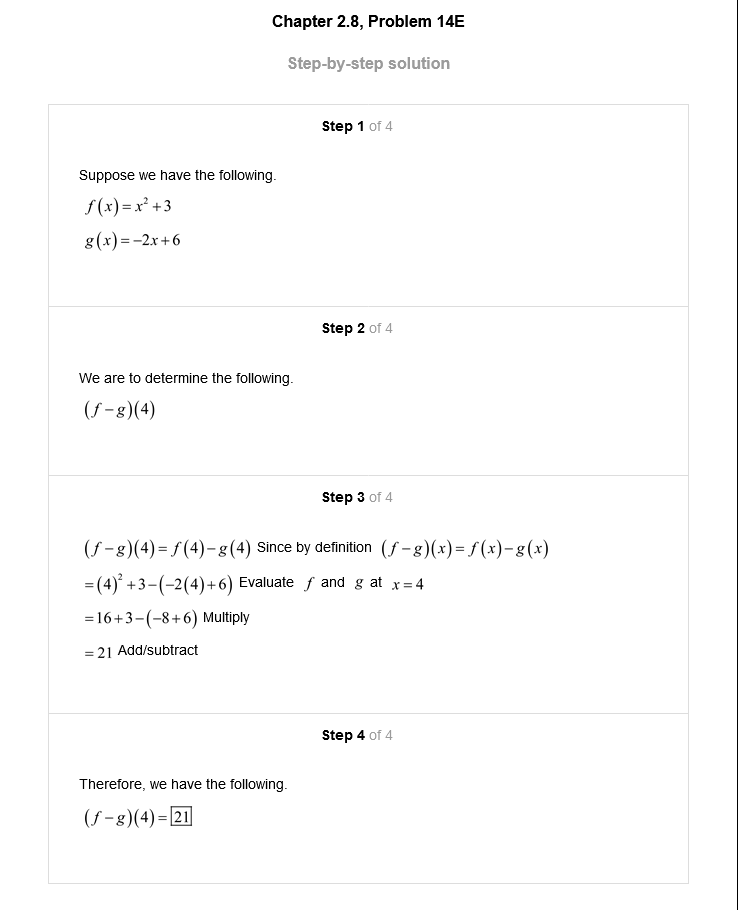 Chapter 2.8, Problem 14E
Step-by-step solution
Step 1 of 4
Suppose we have the following.
f(x)=x²+3
g(x)=−2x+6
Step 2 of 4
We are to determine the following.
(f−g)(4)
Step 3 of 4
(f−g)(4)=f(4)−g(4) Since by definition (f−g)(x)=f(x)−g(x)
=(4)²+3−(−2(4)+6) Evaluate f and g at x=4
=16+3−(−8+6) Multiply
=21 Add/subtract
Step 4 of 4
Therefore, we have the following.
(f−g)(4)=21